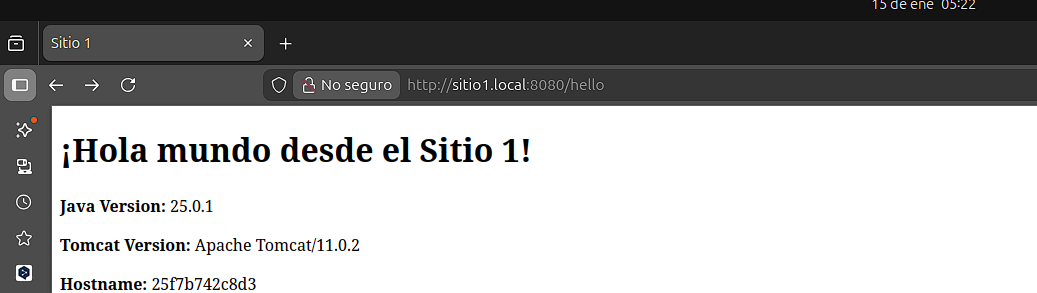 15 de ene 05:22
Sitio 1
No seguro http://sitio1.local:8080/hello
¡Hola mundo desde el Sitio 1!
Java Version: 25.0.1
Tomcat Version: Apache Tomcat/11.0.2
Hostname: 25f7b742c8d3